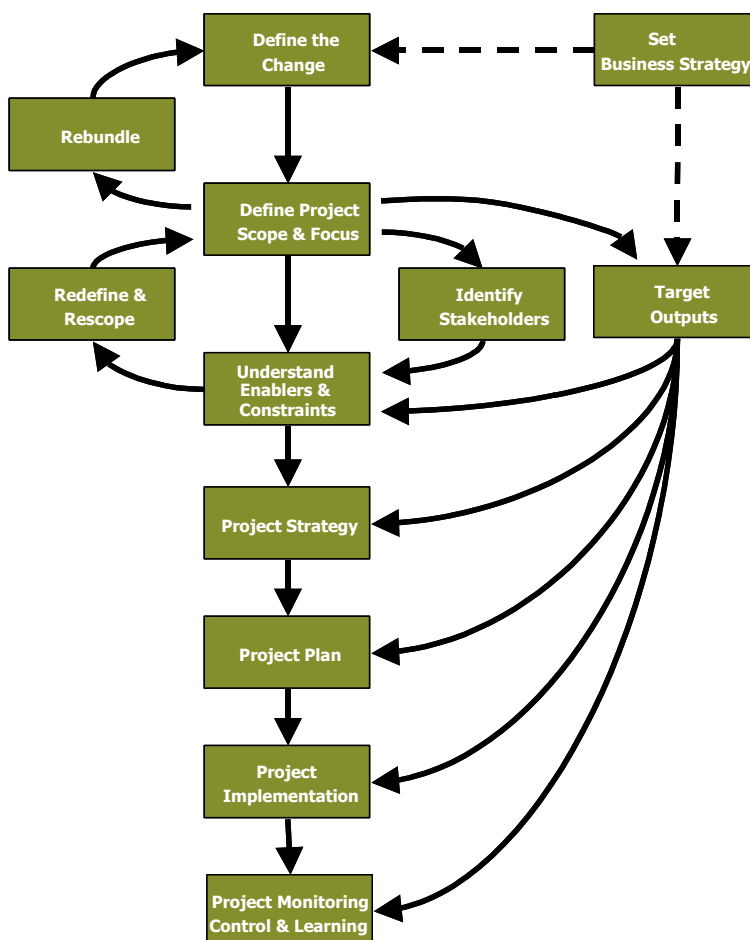 Define the
Change
Set
Business Strategy
Rebundle
Define Project
Scope & Focus
Redefine &
Rescope
Identify
Stakeholders
Target
Outputs
Understand
Enablers &
Constraints
Project Strategy
Project Plan
Project
Implementation
Project Monitoring
Control & Learning